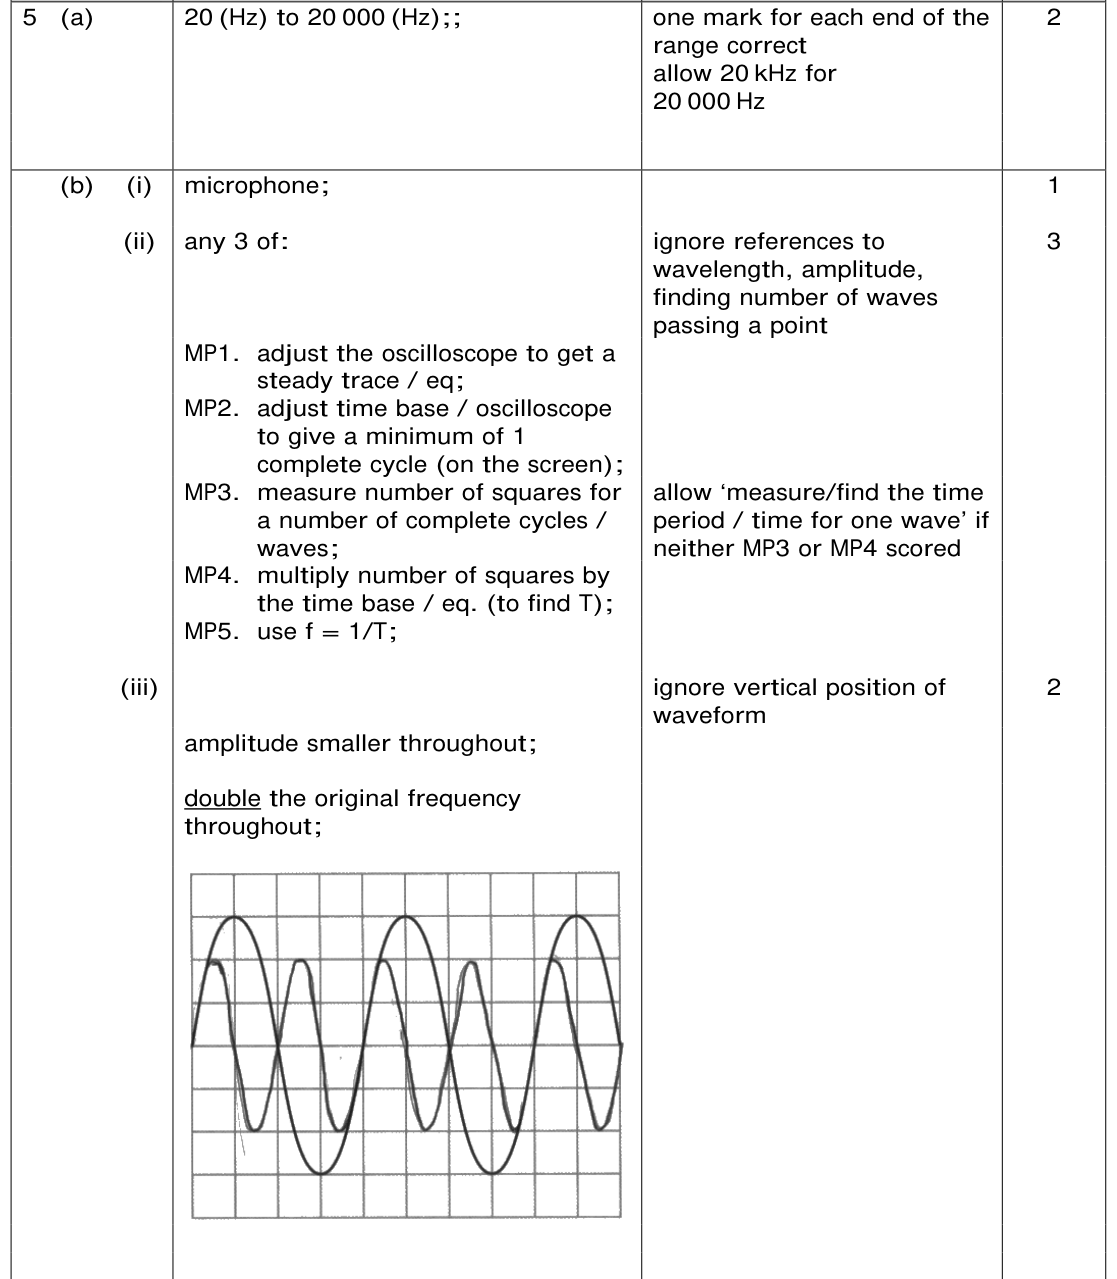 5 (a) 20 (Hz) to 20 000 (Hz);; one mark for each end of the 2
range correct
allow 20 kHz for
20 000 Hz
(b) (i) microphone; 1
(ii) any 3 of: ignore references to 3
wavelength, amplitude,
finding number of waves
passing a point
MP1. adjust the oscilloscope to get a
steady trace / eq;
MP2. adjust time base / oscilloscope
to give a minimum of 1
complete cycle (on the screen);
MP3. measure number of squares for allow ‘measure/find the time
a number of complete cycles / period / time for one wave’ if
waves; neither MP3 or MP4 scored
MP4. multiply number of squares by
the time base / eq. (to find T);
MP5. use f = 1/T;
(iii) ignore vertical position of 2
waveform
amplitude smaller throughout;
double the original frequency
throughout;